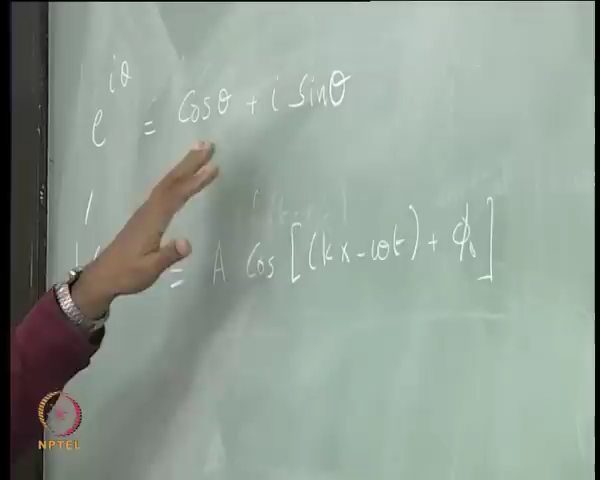 e^{iθ} = Cosθ + i Sinθ
= A Cos [(kx - ωt) + ϕ₀]
NPTEL